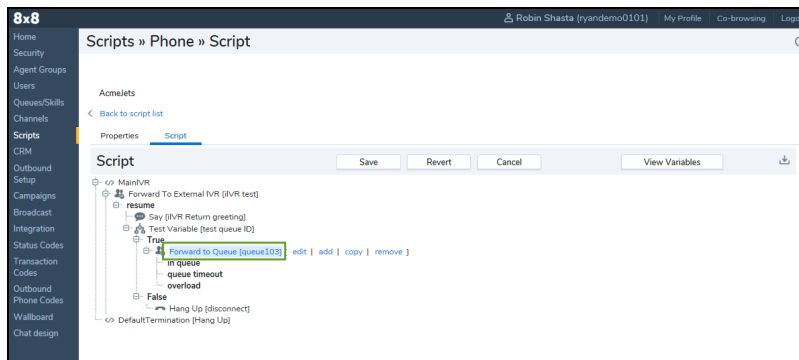 8x8
Robin Shasta (ryandemo0101) My Profile Co-browsing Logo
Home
Security
Agent Groups
Users
Queues/Skills
Channels
Scripts
CRM
Outbound
Setup
Campaigns
Broadcast
Integration
Status Codes
Transaction
Codes
Outbound
Phone Codes
Wallboard
Chat design
Scripts » Phone » Script
AcmeJets
Back to script list
Properties Script
Script Save Revert Cancel View Variables
MainIVR
Forward To External IVR [iIVR test]
resume
Say [iIVR Return greeting]
Test Variable [test queue ID]
True
Forward to Queue [queue103] [ edit | add | copy | remove ]
in queue
queue timeout
overload
False
Hang Up [disconnect]
DefaultTermination [Hang Up]